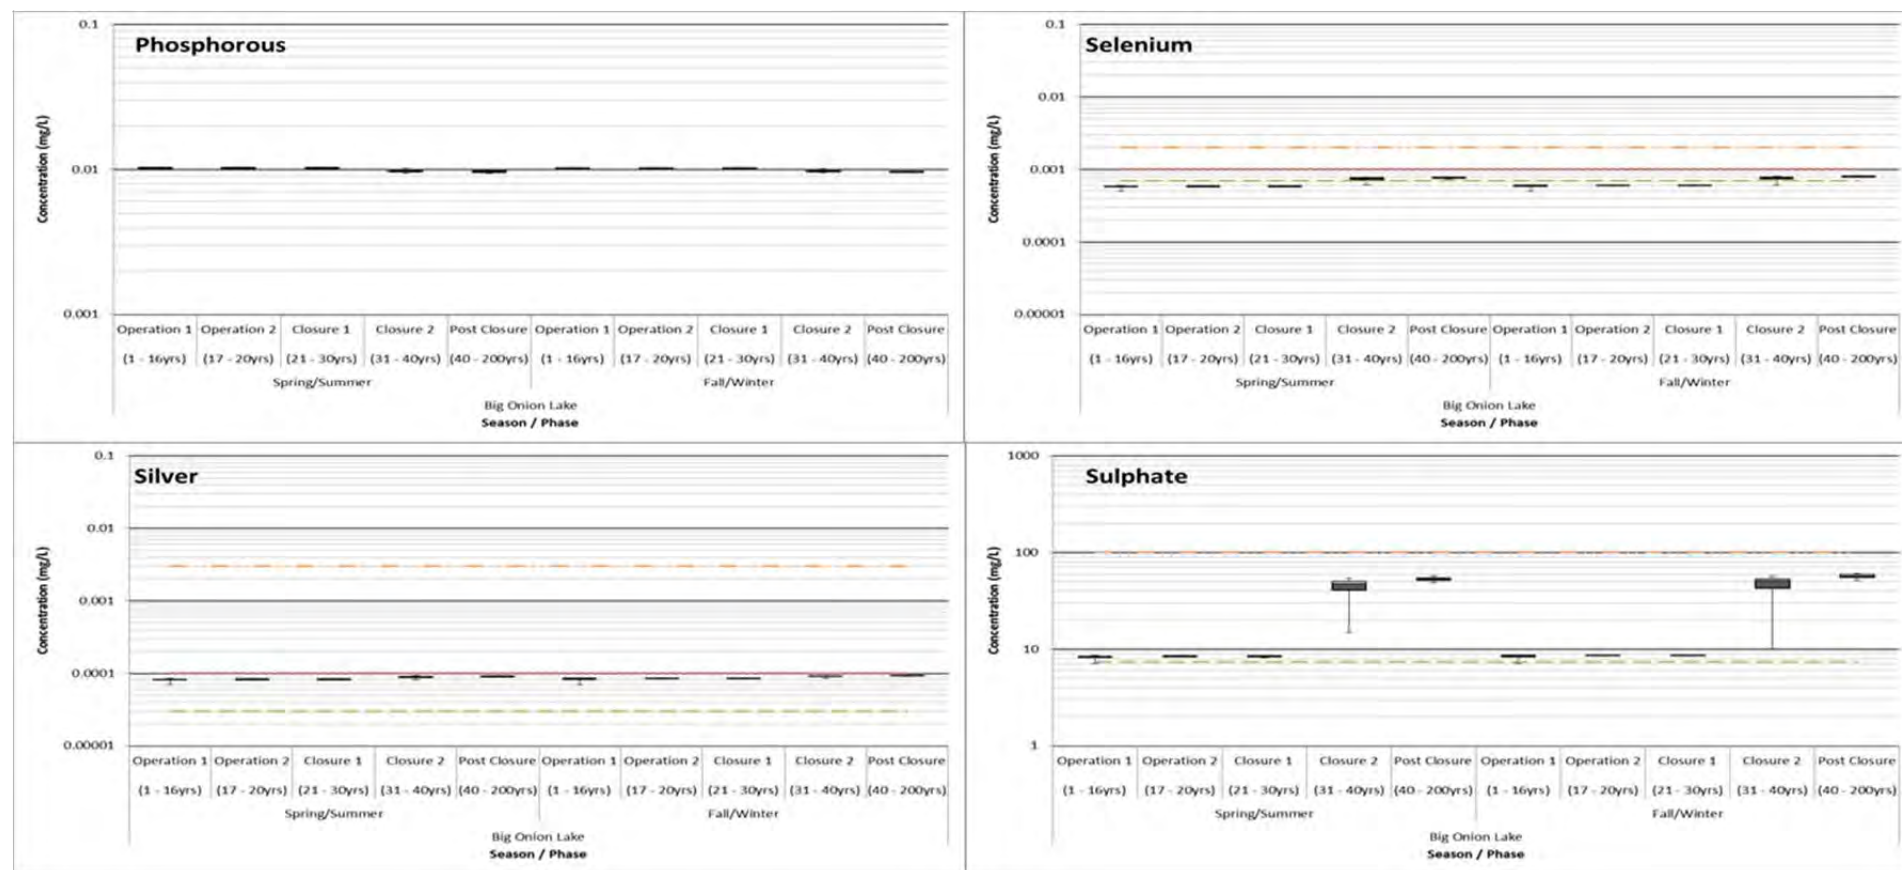 Phosphorous
0.1
0.01
0.001
Concentration (mg/L)
Operation 1 Operation 2 Closure 1 Closure 2 Post Closure Operation 1 Operation 2 Closure 1 Closure 2 Post Closure
(1 - 16yrs) (17 - 20yrs) (21 - 30yrs) (31 - 40yrs) (40 - 200yrs) (1 - 16yrs) (17 - 20yrs) (21 - 30yrs) (31 - 40yrs) (40 - 200yrs)
Spring/Summer Fall/Winter
Big Onion Lake
Season / Phase
Selenium
0.1
0.01
0.001
0.0001
0.00001
Concentration (mg/L)
Operation 1 Operation 2 Closure 1 Closure 2 Post Closure Operation 1 Operation 2 Closure 1 Closure 2 Post Closure
(1 - 16yrs) (17 - 20yrs) (21 - 30yrs) (31 - 40yrs) (40 - 200yrs) (1 - 16yrs) (17 - 20yrs) (21 - 30yrs) (31 - 40yrs) (40 - 200yrs)
Spring/Summer Fall/Winter
Big Onion Lake
Season / Phase
Silver
0.1
0.01
0.001
0.0001
0.00001
Concentration (mg/L)
Operation 1 Operation 2 Closure 1 Closure 2 Post Closure Operation 1 Operation 2 Closure 1 Closure 2 Post Closure
(1 - 16yrs) (17 - 20yrs) (21 - 30yrs) (31 - 40yrs) (40 - 200yrs) (1 - 16yrs) (17 - 20yrs) (21 - 30yrs) (31 - 40yrs) (40 - 200yrs)
Spring/Summer Fall/Winter
Big Onion Lake
Season / Phase
Sulphate
1000
100
10
1
Concentration (mg/L)
Operation 1 Operation 2 Closure 1 Closure 2 Post Closure Operation 1 Operation 2 Closure 1 Closure 2 Post Closure
(1 - 16yrs) (17 - 20yrs) (21 - 30yrs) (31 - 40yrs) (40 - 200yrs) (1 - 16yrs) (17 - 20yrs) (21 - 30yrs) (31 - 40yrs) (40 - 200yrs)
Spring/Summer Fall/Winter
Big Onion Lake
Season / Phase